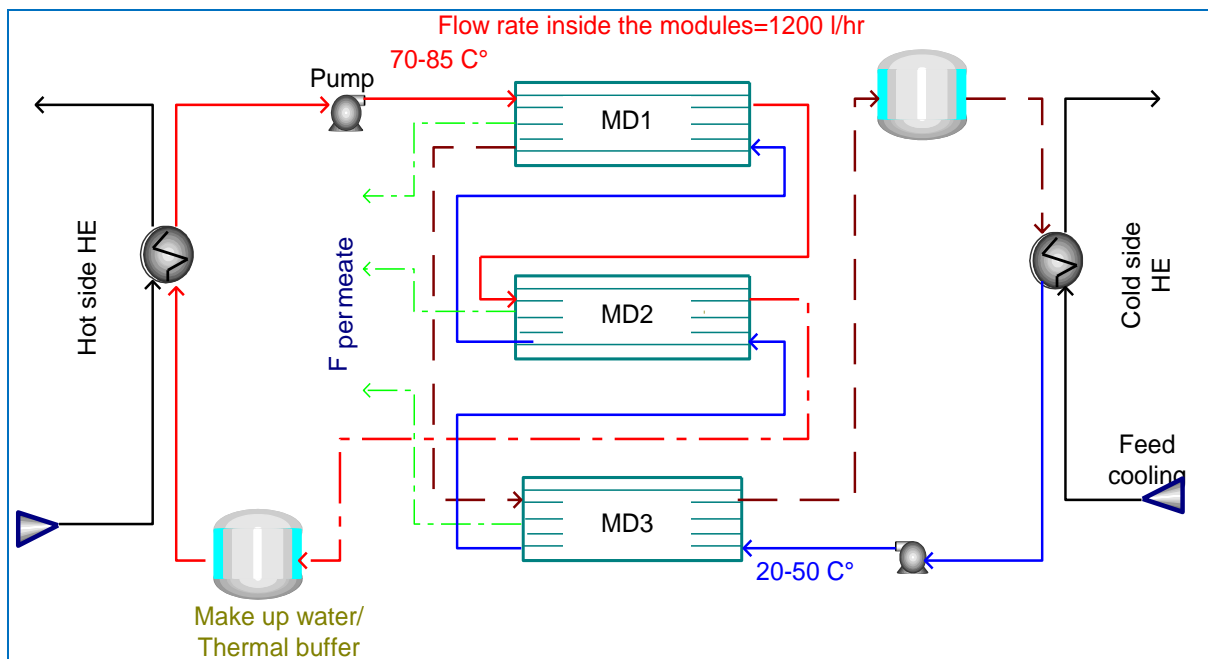 Flow rate inside the modules=1200 l/hr
70-85 C°
Pump
MD1
Hot side HE
F permeate
MD2
Cold side
HE
Feed
cooling
MD3
20-50 C°
Make up water/
Thermal buffer